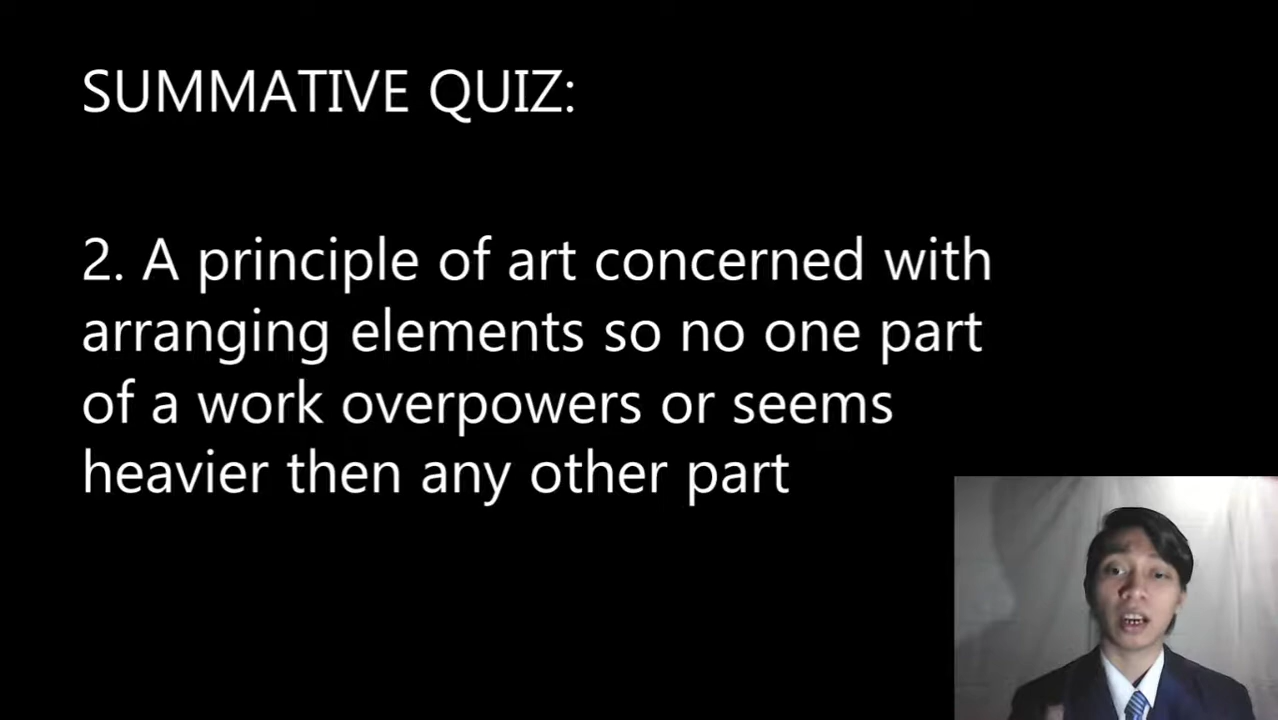 SUMMATIVE QUIZ:
2. A principle of art concerned with
arranging elements so no one part
of a work overpowers or seems
heavier then any other part